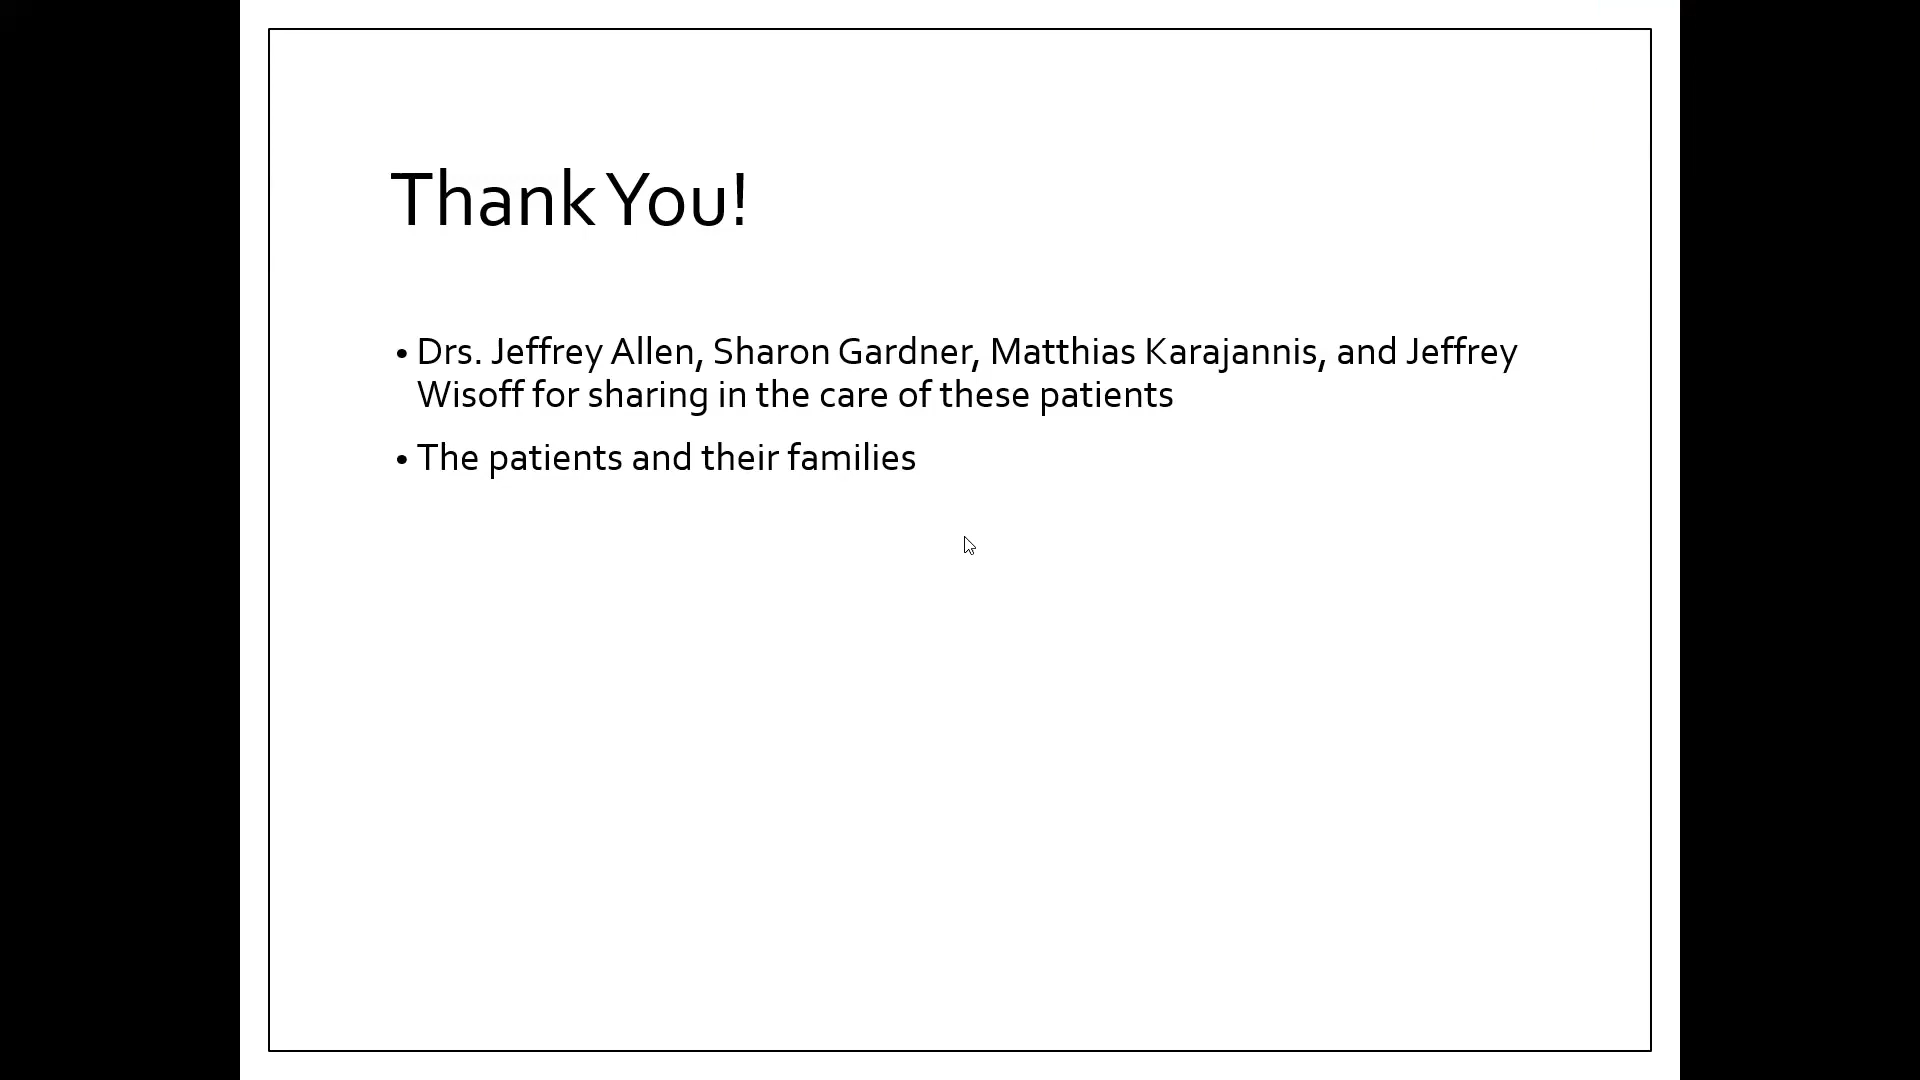 Thank You!
• Drs. Jeffrey Allen, Sharon Gardner, Matthias Karajannis, and Jeffrey
Wisoff for sharing in the care of these patients
• The patients and their families